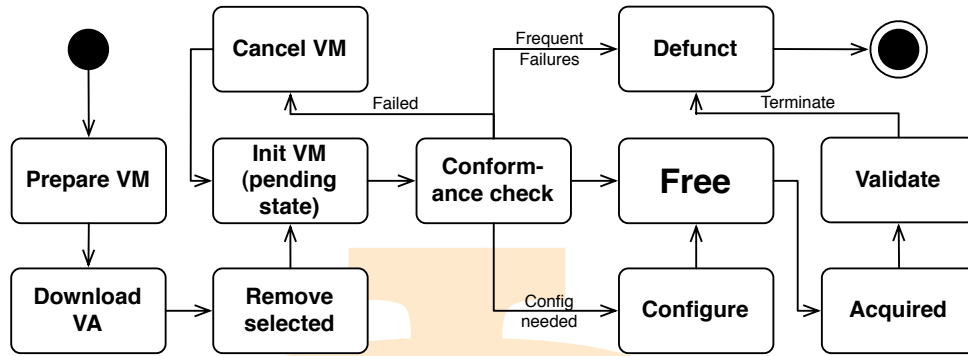 Cancel VM
Frequent
Failures
Defunct
Failed
Terminate
Prepare VM
Init VM
(pending
state)
Conform-
ance check
Free
Validate
Download
VA
Remove
selected
Config
needed
Configure
Acquired